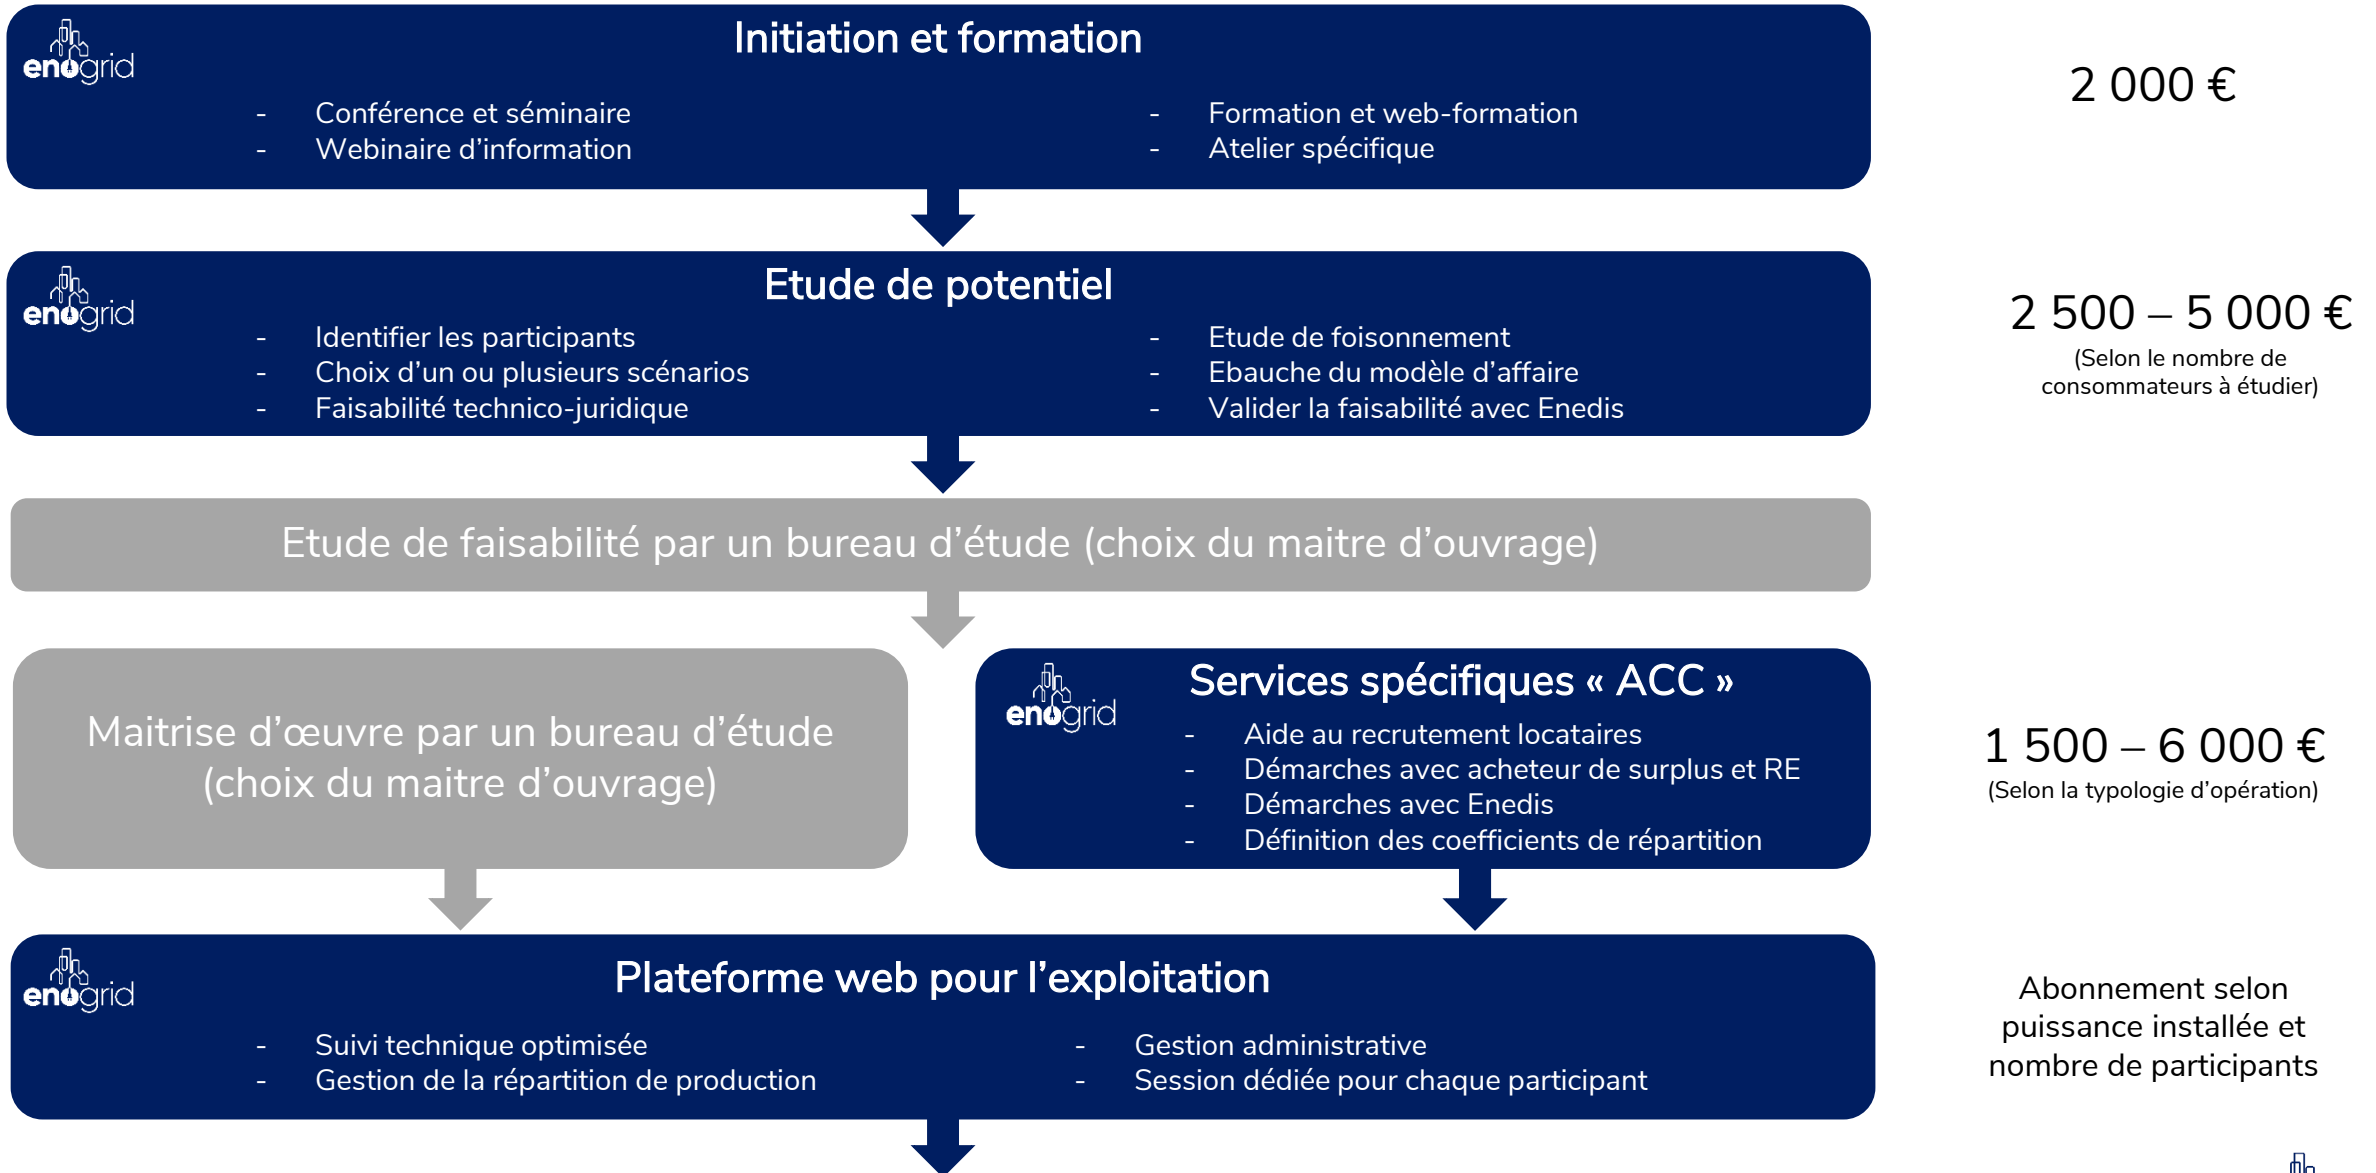 enogrid
Initiation et formation
- Conférence et séminaire
- Webinaire d'information
- Formation et web-formation
- Atelier spécifique
2 000 €
enogrid
Etude de potentiel
- Identifier les participants
- Choix d'un ou plusieurs scénarios
- Faisabilité technico-juridique
- Etude de foisonnement
- Ebauche du modèle d'affaire
- Valider la faisabilité avec Enedis
2 500 – 5 000 €
(Selon le nombre de
consommateurs à étudier)
Etude de faisabilité par un bureau d'étude (choix du maitre d'ouvrage)
Maitrise d'œuvre par un bureau d'étude
(choix du maitre d'ouvrage)
enogrid
Services spécifiques « ACC »
- Aide au recrutement locataires
- Démarches avec acheteur de surplus et RE
- Démarches avec Enedis
- Définition des coefficients de répartition
1 500 – 6 000 €
(Selon la typologie d'opération)
enogrid
Plateforme web pour l'exploitation
- Suivi technique optimisée
- Gestion de la répartition de production
- Gestion administrative
- Session dédiée pour chaque participant
Abonnement selon
puissance installée et
nombre de participants